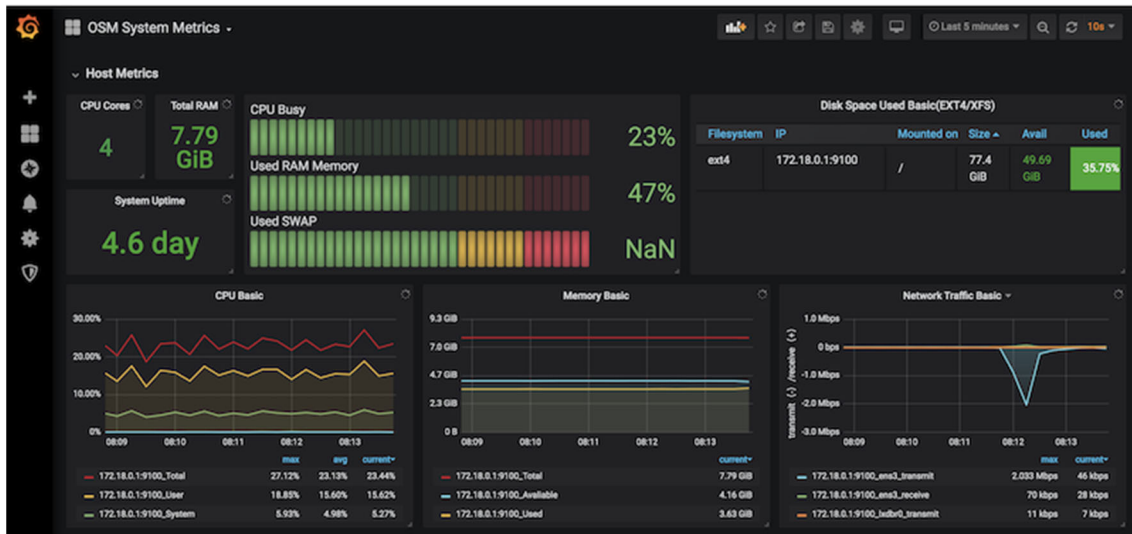 OSM System Metrics
Last 5 minutes
10s
Host Metrics
CPU Cores
4
Total RAM
7.79
GiB
System Uptime
4.6 day
CPU Busy
23%
Used RAM Memory
47%
Used SWAP
NaN
Disk Space Used Basic(EXT4/XFS)
Filesystem IP Mounted on Size Avail Used
ext4 172.18.0.1:9100 / 77.4 GiB 49.69 GiB 35.75%
CPU Basic
30.00%
20.00%
10.00%
0%
08:09 08:10 08:11 08:12 08:13
max avg current
172.18.0.1:9100_Total 27.12% 23.13% 23.44%
172.18.0.1:9100_User 18.85% 15.60% 15.62%
172.18.0.1:9100_System 5.93% 4.98% 5.27%
Memory Basic
9.3 GiB
7.0 GiB
4.7 GiB
2.3 GiB
0 B
08:09 08:10 08:11 08:12 08:13
current
172.18.0.1:9100_Total 7.79 GiB
172.18.0.1:9100_Available 4.16 GiB
172.18.0.1:9100_Used 3.63 GiB
Network Traffic Basic
transmit (-) /receive (+)
1.0 Mbps
0 bps
-1.0 Mbps
-2.0 Mbps
-3.0 Mbps
08:09 08:10 08:11 08:12 08:13
max current
172.18.0.1:9100_ens3_transmit 2.033 Mbps 46 kbps
172.18.0.1:9100_ens3_receive 70 kbps 28 kbps
172.18.0.1:9100_lxdbr0_transmit 11 kbps 7 kbps